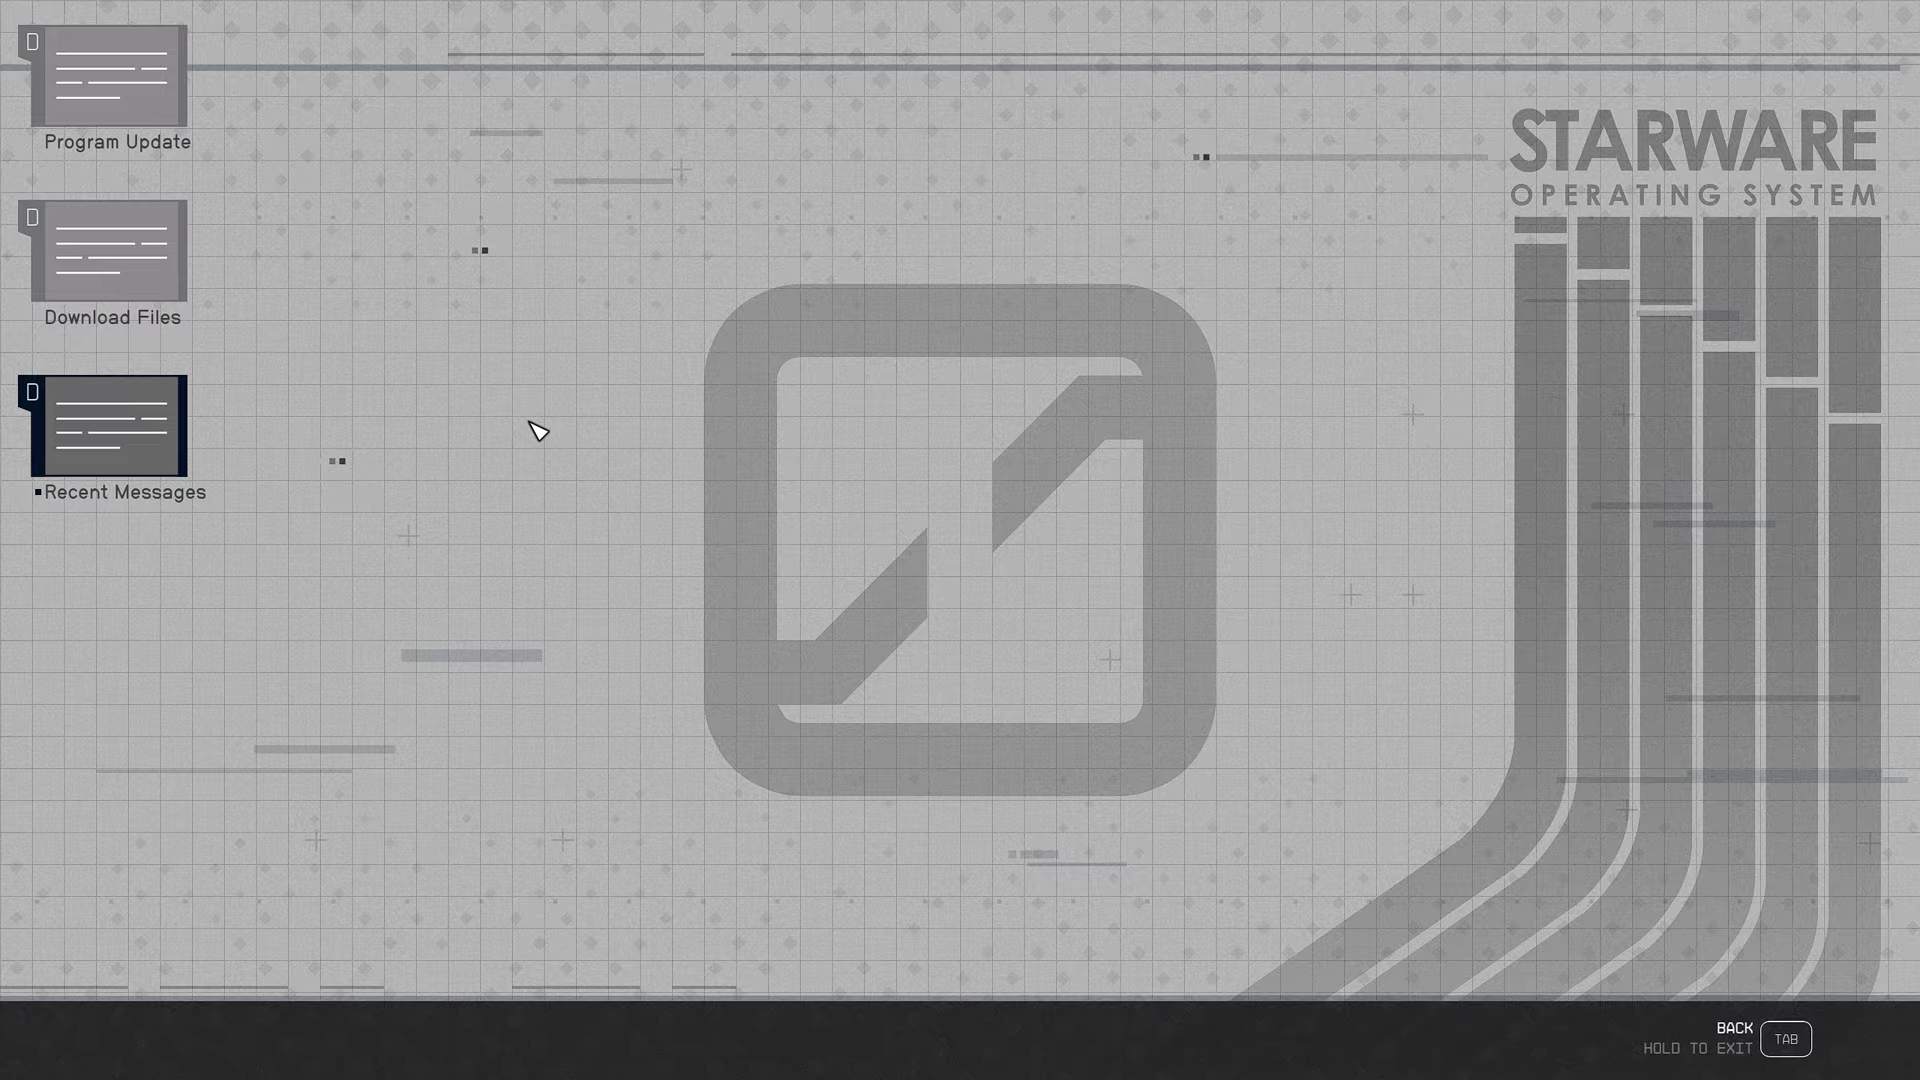 D
Program Update
D
Download Files
D
Recent Messages
STARWARE
OPERATING SYSTEM
BACK
HOLD TO EXIT
TAB